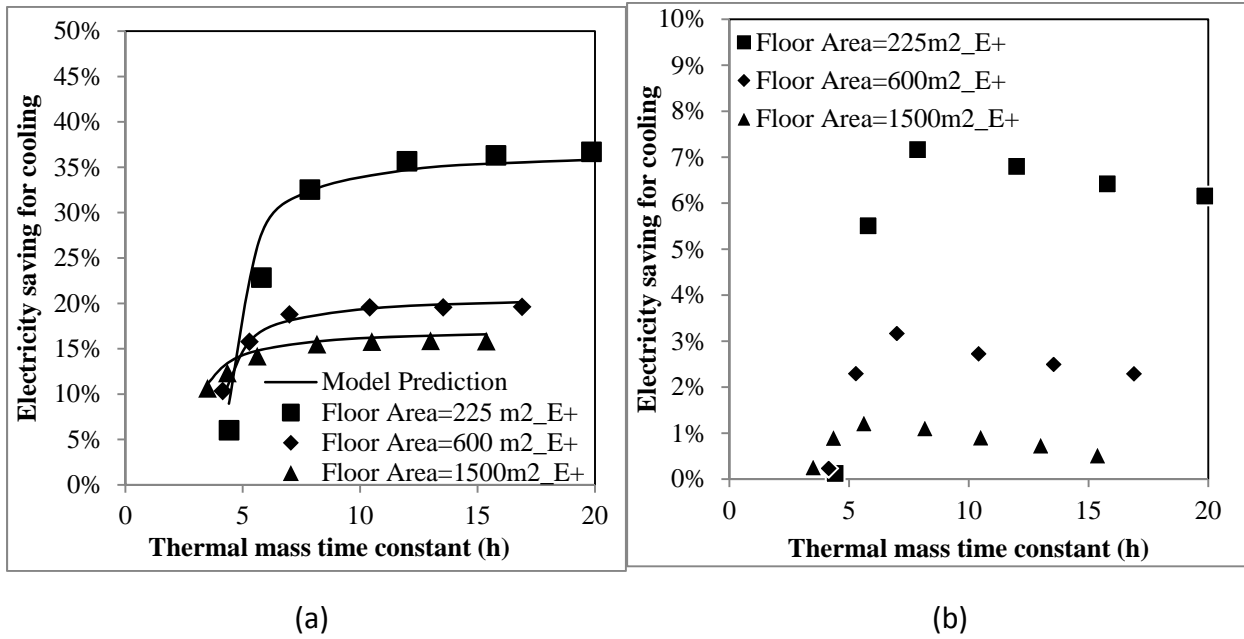 50%
45%
40%
35%
30%
25%
20%
15%
10%
5%
0%
0
5
10
15
20
Electricity saving for cooling
Thermal mass time constant (h)
Model Prediction
Floor Area=225 m2_E+
Floor Area=600 m2_E+
Floor Area=1500m2_E+
(a)
10%
9%
8%
7%
6%
5%
4%
3%
2%
1%
0%
0
5
10
15
20
Electricity saving for cooling
Thermal mass time constant (h)
Floor Area=225m2_E+
Floor Area=600m2_E+
Floor Area=1500m2_E+
(b)